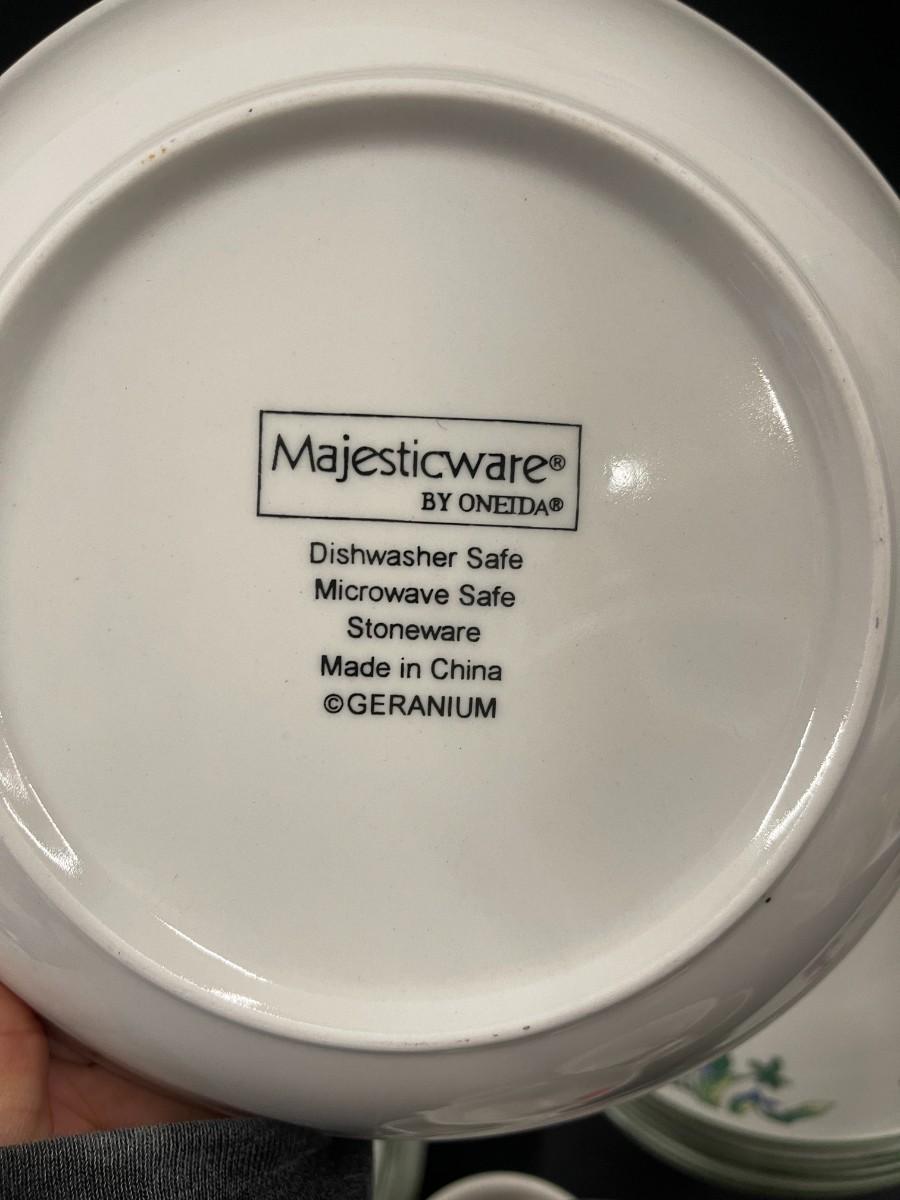 Majesticware®
BY ONEIDA®
Dishwasher Safe
Microwave Safe
Stoneware
Made in China
©GERANIUM